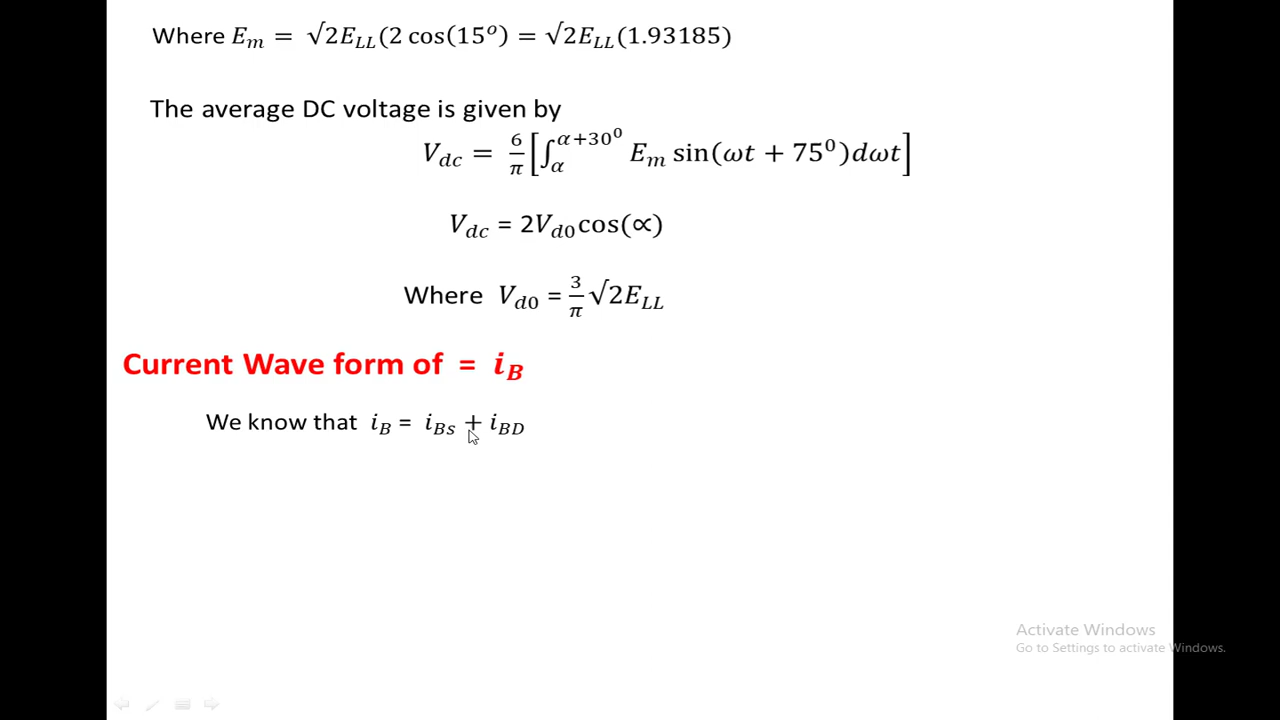 Where E_m = √2E_LL(2 cos(15^o) = √2E_LL(1.93185)
The average DC voltage is given by
V_dc = 6/π [∫_α^(α+30^0) E_m sin(ωt + 75^0)dωt]
V_dc = 2V_d0 cos(∝)
Where V_d0 = 3/π √2E_LL
Current Wave form of = i_B
We know that i_B = i_Bs + i_BD
Activate Windows
Go to Settings to activate Windows.